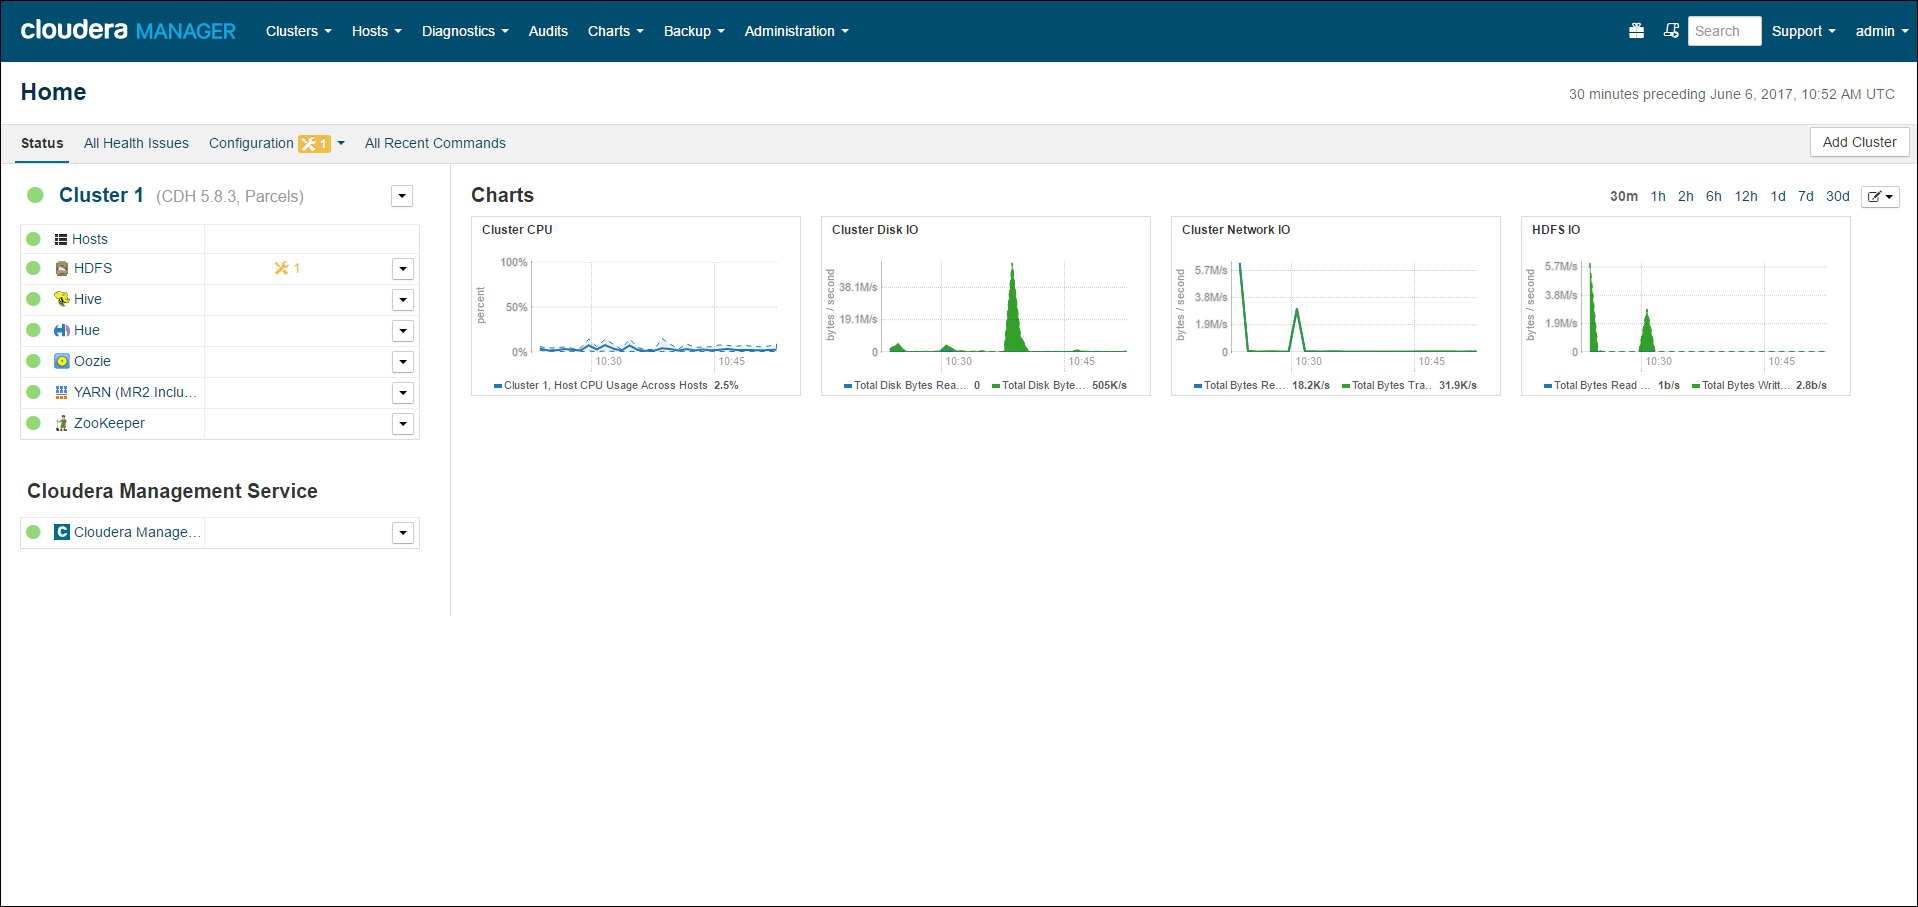 cloudera MANAGER Clusters Hosts Diagnostics Audits Charts Backup Administration Search Support admin
Home
30 minutes preceding June 6, 2017, 10:52 AM UTC
Status All Health Issues Configuration 1 All Recent Commands Add Cluster
Cluster 1 (CDH 5.8.3, Parcels)
Hosts
HDFS 1
Hive
Hue
Oozie
YARN (MR2 Inclu...
ZooKeeper
Cloudera Management Service
C Cloudera Manage...
Charts
30m 1h 2h 6h 12h 1d 7d 30d
Cluster CPU
percent
100%
50%
0%
10:30 10:45
Cluster 1, Host CPU Usage Across Hosts 2.5%
Cluster Disk IO
bytes / second
38.1M/s
19.1M/s
0
10:30 10:45
Total Disk Bytes Rea... 0 Total Disk Byte... 505K/s
Cluster Network IO
bytes / second
5.7M/s
3.8M/s
1.9M/s
0
10:30 10:45
Total Bytes Re... 18.2K/s Total Bytes Tra.. 31.9K/s
HDFS IO
bytes / second
5.7M/s
3.8M/s
1.9M/s
0
10:30 10:45
Total Bytes Read ... 1b/s Total Bytes Writt... 2.8b/s